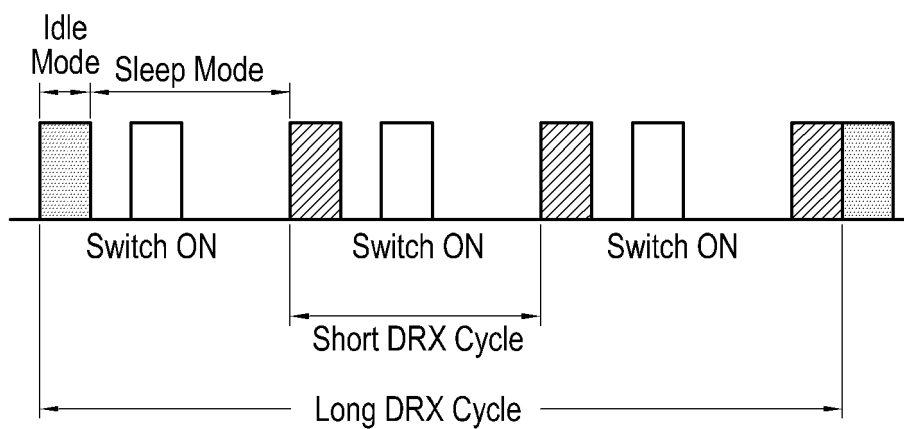 Idle
Mode
Sleep Mode
Switch ON
Switch ON
Switch ON
Short DRX Cycle
Long DRX Cycle